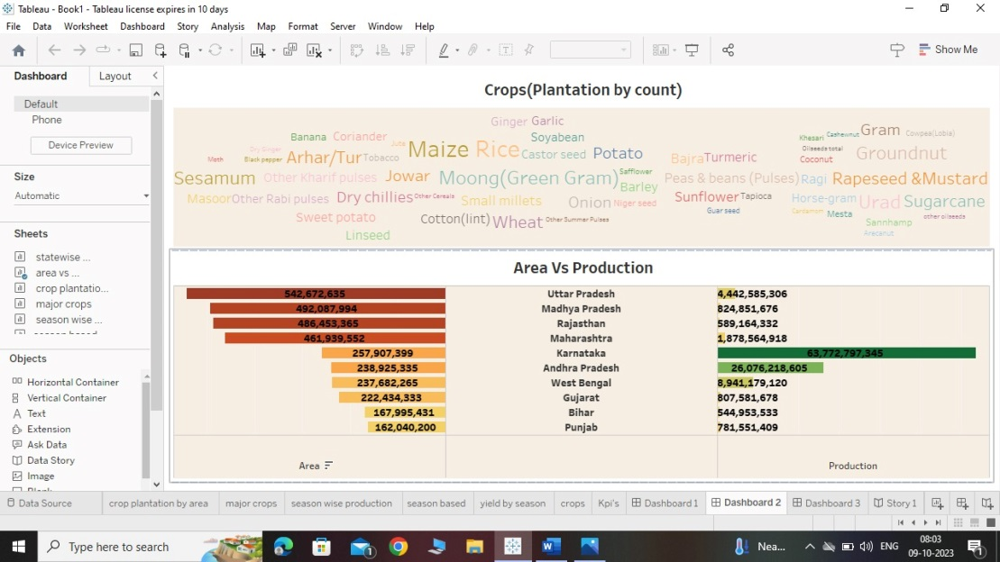 Tableau - Book1 - Tableau license expires in 10 days
File Data Worksheet Dashboard Story Analysis Map Format Server Window Help
Show Me
Dashboard Layout
Default
Phone
Device Preview
Size
Automatic
Sheets
statewise ...
area vs ...
crop plantatio...
major crops
season wise ...
Objects
Horizontal Container
Vertical Container
Text
Extension
Ask Data
Data Story
Image
Crops(Plantation by count)
Ginger Garlic
Banana Coriander Jute Soyabean
Khesari Cashewnut Gram Cowpea(Lobia)
Dry Ginger Maize Rice Castor seed Potato
Oilseeds total Groundnut
Moth Black pepper Arhar/Tur Tobacco Bajra Turmeric Coconut
Sesamum Other Kharif pulses Jowar Moong(Green Gram) Safflower Peas & beans (Pulses) Ragi Rapeseed &Mustard
Barley
Masoor Other Rabi pulses Dry chillies Other Cereals Small millets Onion Niger seed Sunflower Tapioca Horse-gram Urad Sugarcane
Guar seed Cardamom Mesta other oilseeds
Sweet potato Cotton(lint) Wheat Other Summer Pulses Sannhamp
Linseed Arecanut
Area Vs Production
542,672,635 Uttar Pradesh 4,442,585,306
492,087,994 Madhya Pradesh 824,851,676
486,453,365 Rajasthan 589,164,332
461,939,552 Maharashtra 1,878,564,918
257,907,399 Karnataka 63,772,797,345
238,925,335 Andhra Pradesh 26,076,218,605
237,682,265 West Bengal 8,941,179,120
222,434,333 Gujarat 807,581,678
167,995,431 Bihar 544,953,533
162,040,200 Punjab 781,551,409
Area Production
Data Source crop plantation by area major crops season wise production season based yield by season crops Kpi's Dashboard 1 Dashboard 2 Dashboard 3 Story 1
Type here to search 1 Nea... ENG 08:03 1
09-10-2023